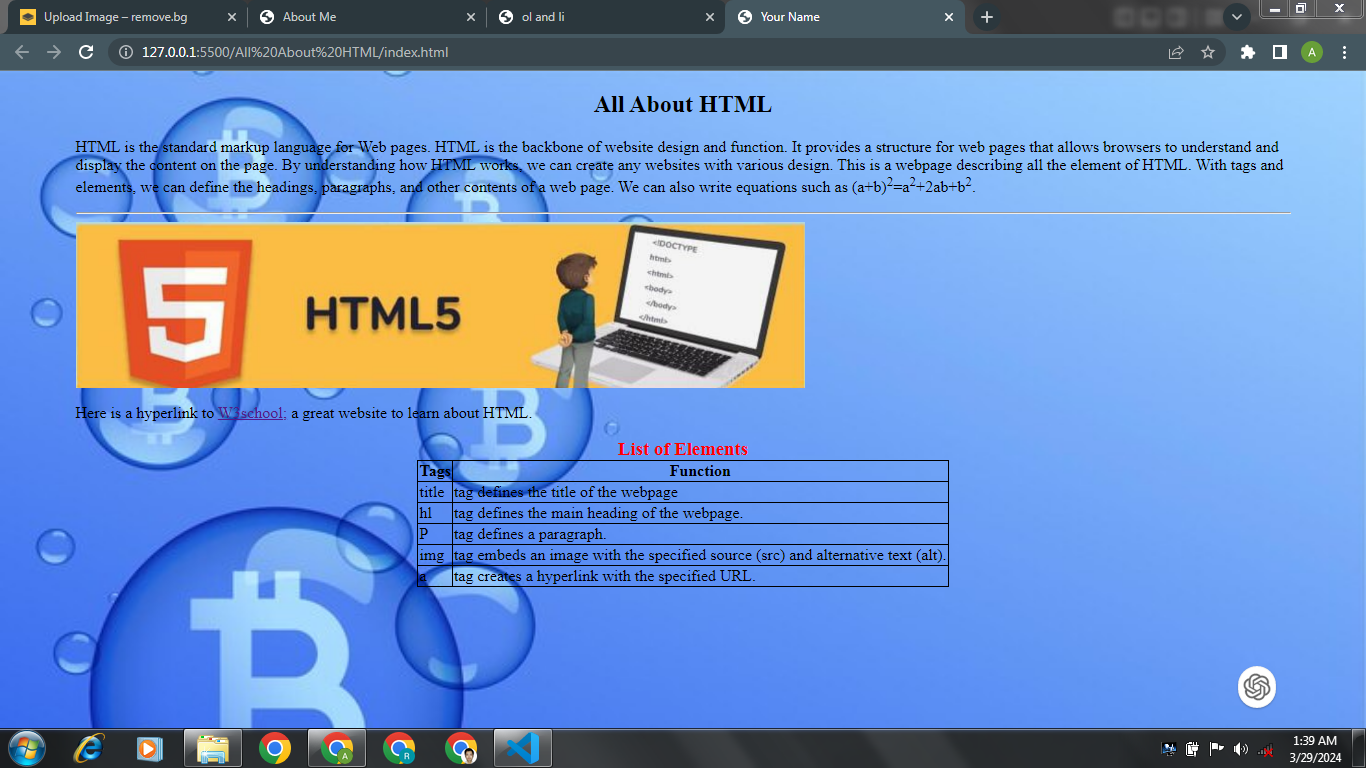 Upload Image – remove.bg
About Me
ol and li
Your Name
127.0.0.1:5500/All%20About%20HTML/index.html
A
All About HTML
HTML is the standard markup language for Web pages. HTML is the backbone of website design and function. It provides a structure for web pages that allows browsers to understand and
display the content on the page. By understanding how HTML works, we can create any websites with various design. This is a webpage describing all the element of HTML. With tags and
elements, we can define the headings, paragraphs, and other contents of a web page. We can also write equations such as (a+b)²=a²+2ab+b².
5
HTML5
<!DOCTYPE
html>
<html>
<body>
</body>
</html>
Here is a hyperlink to W3school; a great website to learn about HTML.
List of Elements
Tags Function
title tag defines the title of the webpage
hl tag defines the main heading of the webpage.
P tag defines a paragraph.
img tag embeds an image with the specified source (src) and alternative text (alt).
a tag creates a hyperlink with the specified URL.
A
R
1:39 AM
3/29/2024